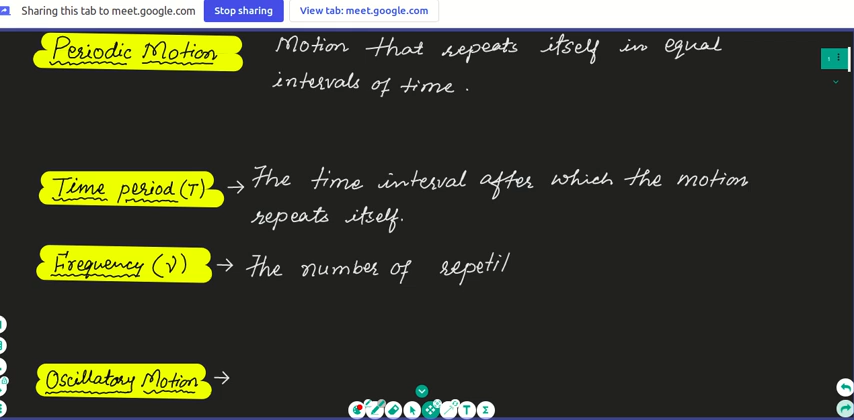 Sharing this tab to meet.google.com
Stop sharing
View tab: meet.google.com
Periodic Motion
Motion that repeats itself in equal
intervals of time.
1
Time period (T) → The time interval after which the motion
repeats itself.
Frequency (ν) → The number of repetil
Oscillatory Motion →
T
Σ